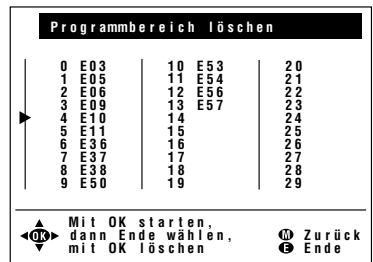 Programmbereich löschen
0 E03 10 E53 20
1 E05 11 E54 21
2 E06 12 E56 22
3 E09 13 E57 23
4 E10 14 24
5 E11 15 25
6 E36 16 26
7 E37 17 27
8 E38 18 28
9 E50 19 29
Mit OK starten,
OK dann Ende wählen, M Zurück
mit OK löschen E Ende